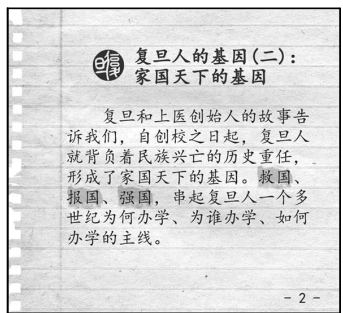 復旦
复旦人的基因(二):
家国天下的基因
复旦和上医创始人的故事告
诉我们,自创校之日起,复旦人
就背负着民族兴亡的历史重任,
形成了家国天下的基因。救国、
报国、强国,串起复旦人一个多
世纪为何办学、为谁办学、如何
办学的主线。
- 2 -